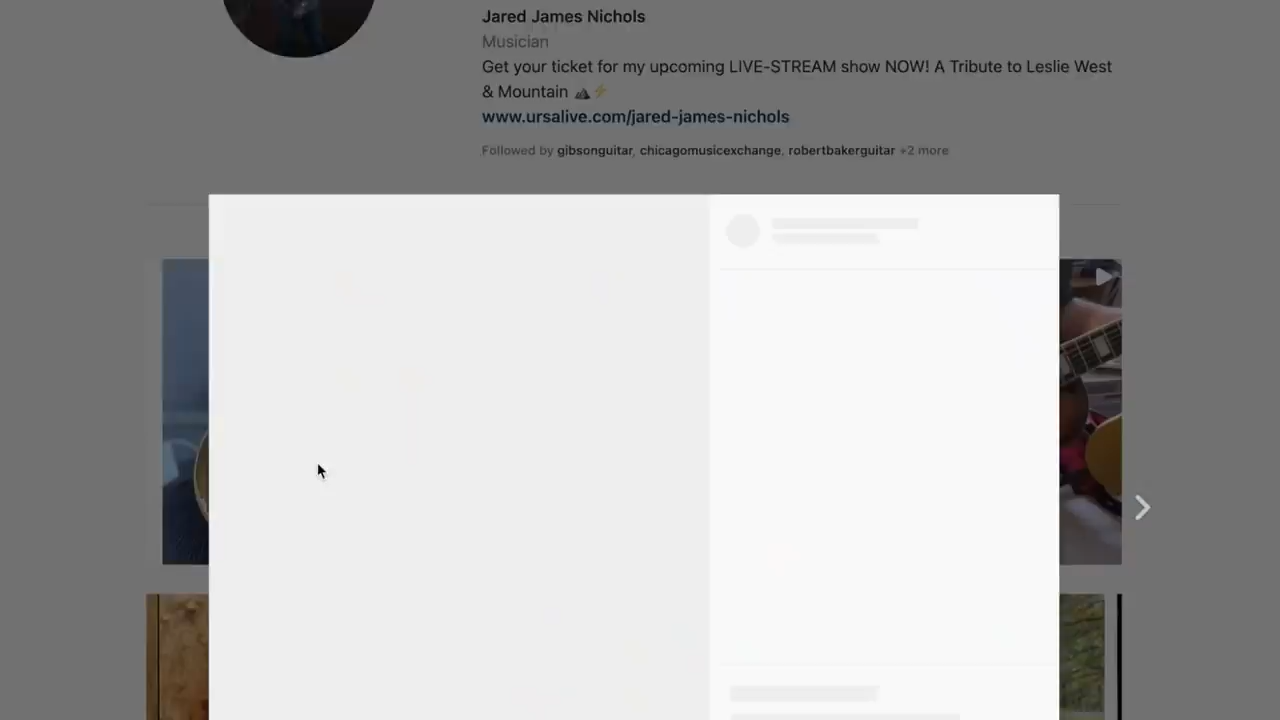 Jared James Nichols
Musician
Get your ticket for my upcoming LIVE-STREAM show NOW! A Tribute to Leslie West
& Mountain ⛰⚡
www.ursalive.com/jared-james-nichols
Followed by gibsonguitar, chicagomusicexchange, robertbakerguitar +2 more